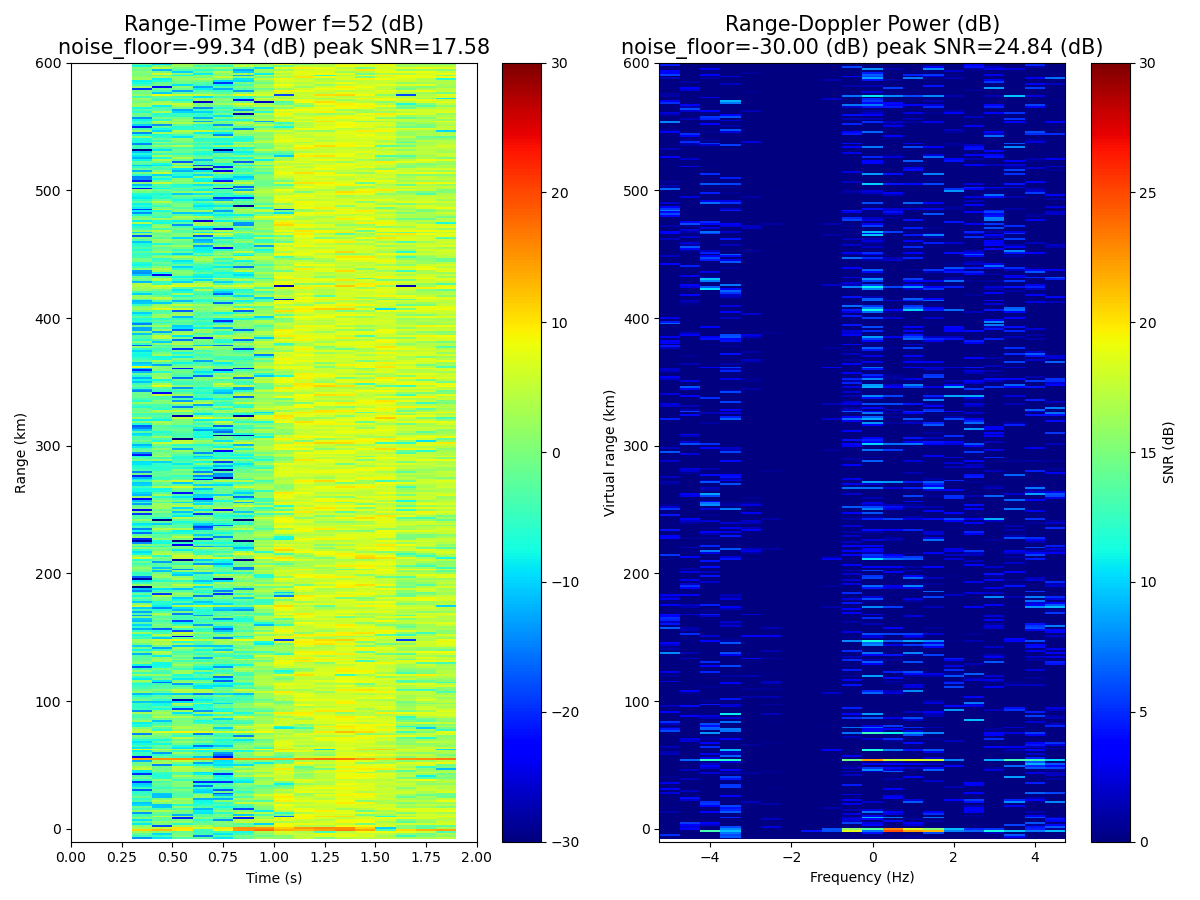 Range-Time Power f=52 (dB)
noise_floor=-99.34 (dB) peak SNR=17.58
600
500
400
300
200
100
0
Range (km)
0.00 0.25 0.50 0.75 1.00 1.25 1.50 1.75 2.00
Time (s)
30
20
10
0
−10
−20
−30
Range-Doppler Power (dB)
noise_floor=-30.00 (dB) peak SNR=24.84 (dB)
600
500
400
300
200
100
0
Virtual range (km)
−4 −2 0 2 4
Frequency (Hz)
30
25
20
15
10
5
0
SNR (dB)